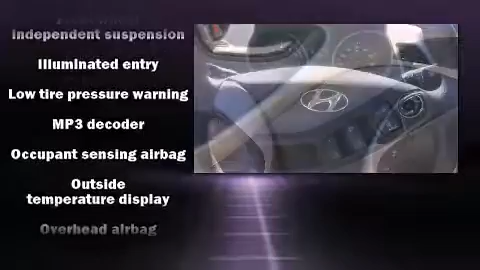 Independent suspension
Illuminated entry
Low tire pressure warning
MP3 decoder
Occupant sensing airbag
Outside
temperature display
Overhead airbag